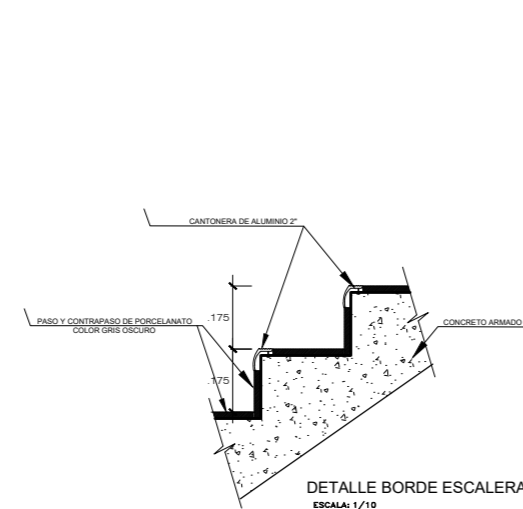 CANTONERA DE ALUMINIO 2"
.175
PASO Y CONTRAPASO DE PORCELANATO
COLOR GRIS OSCURO
CONCRETO ARMADO
.175
DETALLE BORDE ESCALERA
ESCALA: 1/10